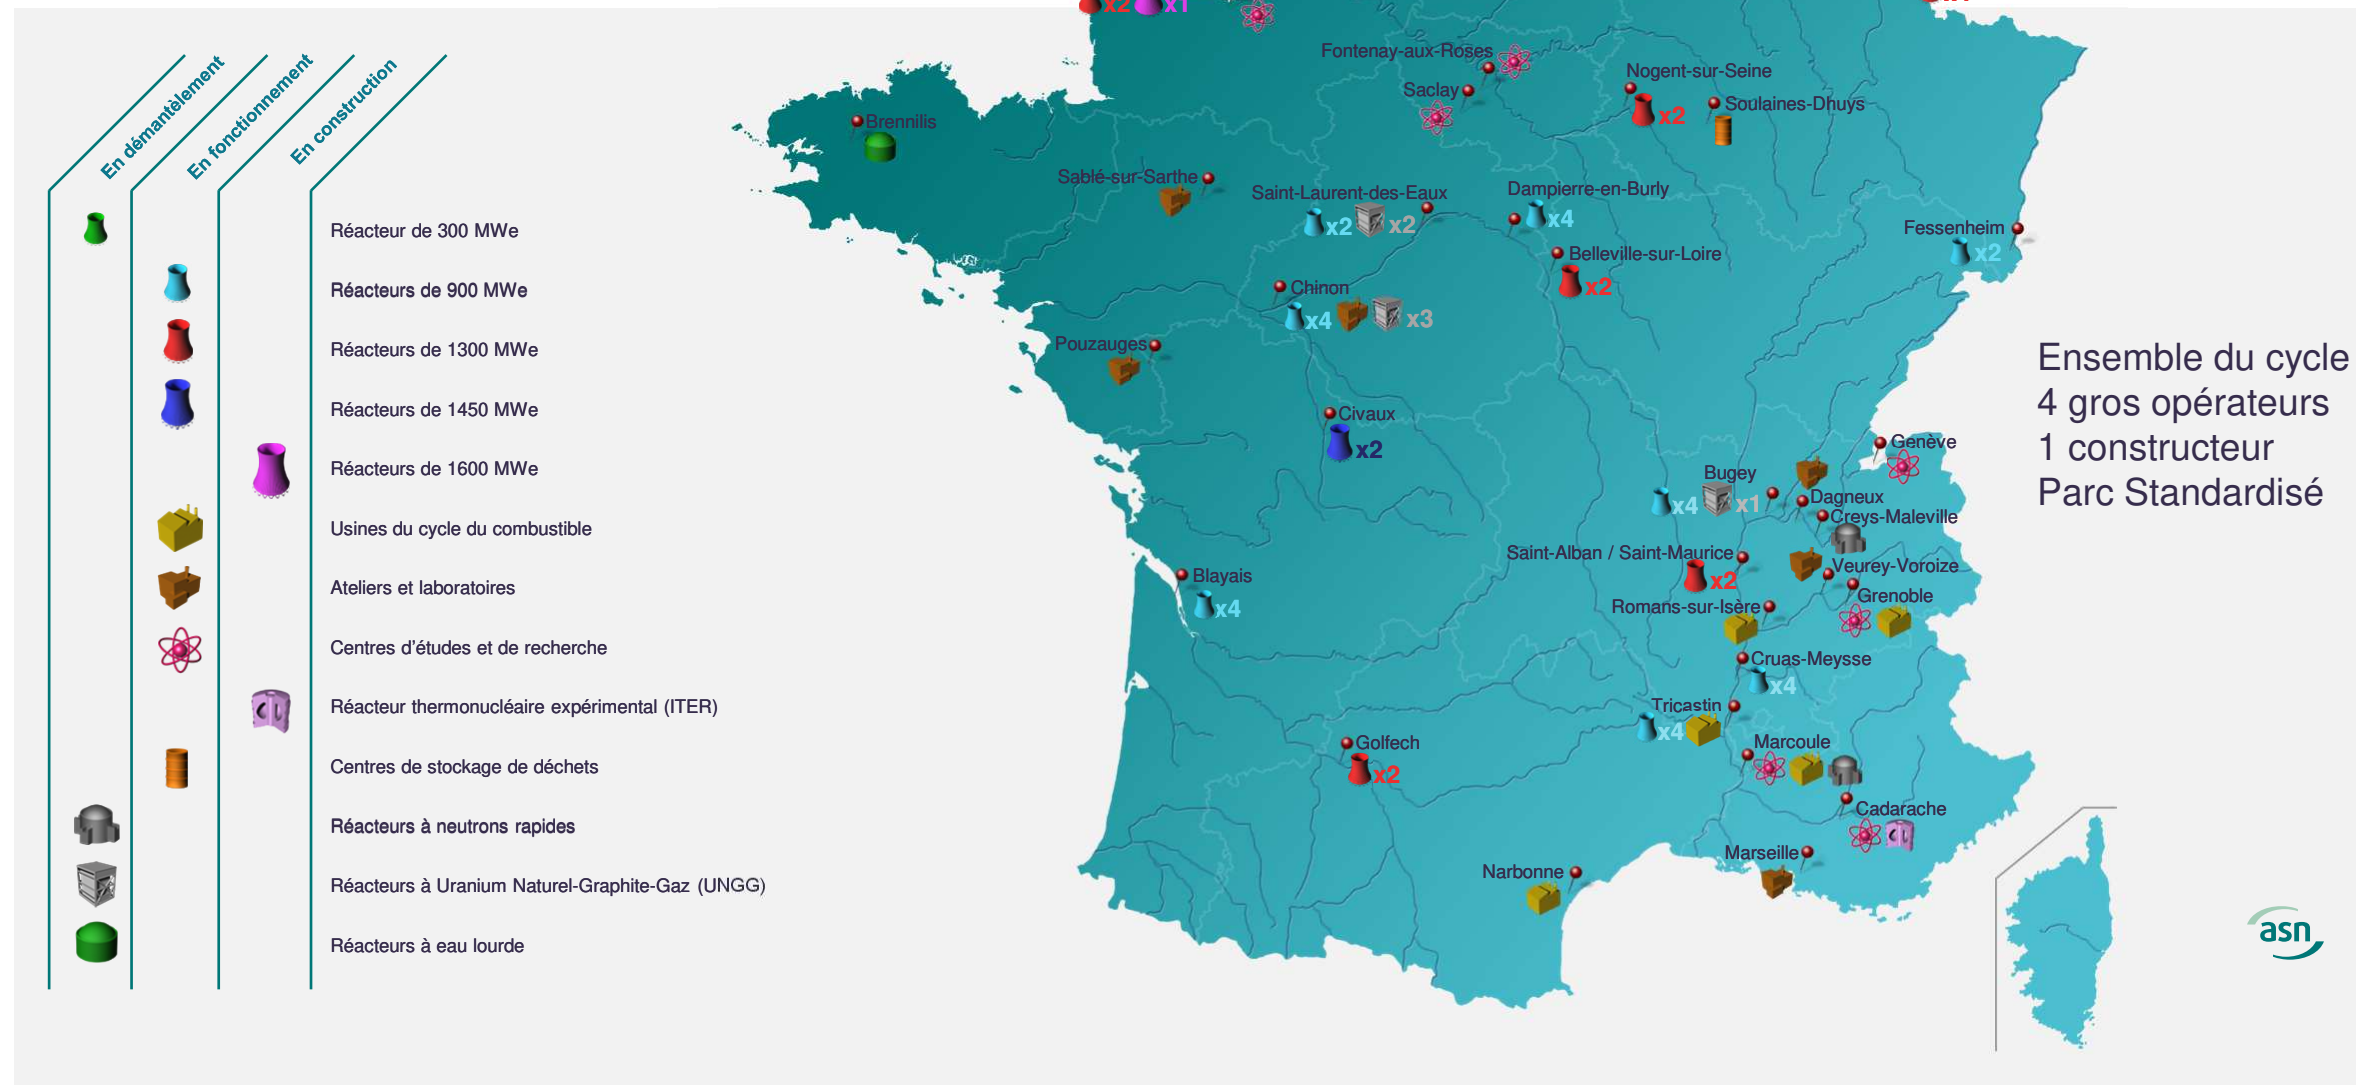 x2 x1
En démantèlement
En fonctionnement
En construction
Réacteur de 300 MWe
Réacteurs de 900 MWe
Réacteurs de 1300 MWe
Réacteurs de 1450 MWe
Réacteurs de 1600 MWe
Usines du cycle du combustible
Ateliers et laboratoires
Centres d'études et de recherche
Réacteur thermonucléaire expérimental (ITER)
Centres de stockage de déchets
Réacteurs à neutrons rapides
Réacteurs à Uranium Naturel-Graphite-Gaz (UNGG)
Réacteurs à eau lourde
Fontenay-aux-Roses
Saclay
Nogent-sur-Seine
x2
Soulaines-Dhuys
Brennilis
Sablé-sur-Sarthe
Saint-Laurent-des-Eaux
x2 x2
Dampierre-en-Burly
x4
Fessenheim
x2
Belleville-sur-Loire
x2
Chinon
x4 x3
Pouzauges
Civaux
x2
Genève
Bugey
x4 x1
Dagneux
Creys-Maleville
Saint-Alban / Saint-Maurice
x2
Veurey-Voroize
Blayais
x4
Grenoble
Romans-sur-Isère
Cruas-Meysse
x4
Tricastin
x4
Golfech
x2
Marcoule
Cadarache
Marseille
Narbonne
Ensemble du cycle
4 gros opérateurs
1 constructeur
Parc Standardisé
asn